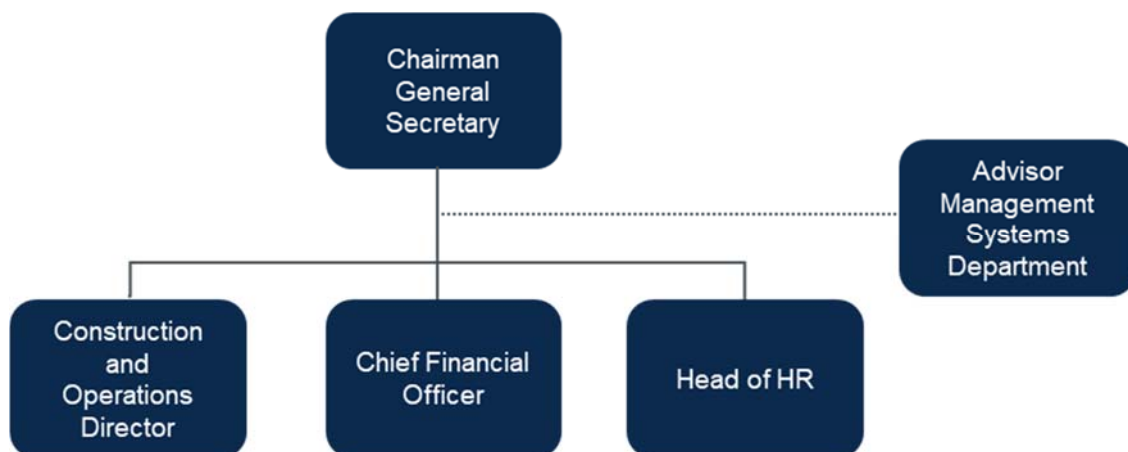 Chairman
General
Secretary
Advisor
Management
Systems
Department
Construction
and
Operations
Director
Chief Financial
Officer
Head of HR